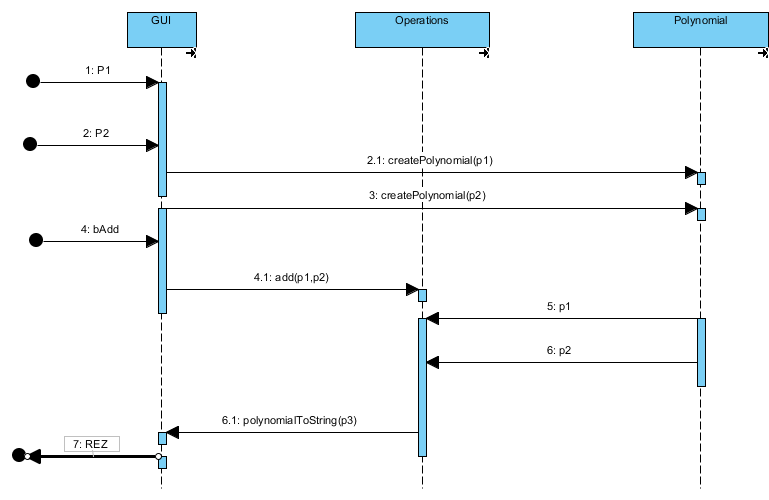 GUI
Operations
Polynomial
1: P1
2: P2
2.1: createPolynomial(p1)
3: createPolynomial(p2)
4: bAdd
4.1: add(p1,p2)
5: p1
6: p2
6.1: polynomialToString(p3)
7: REZ